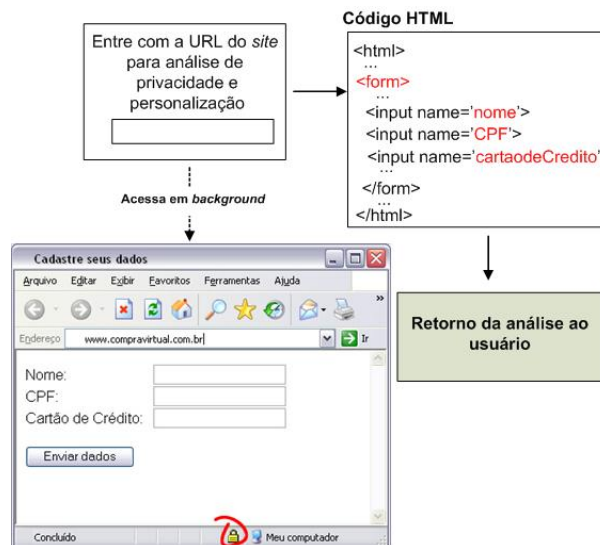 Entre com a URL do site
para análise de
privacidade e
personalização
Código HTML
<html>
...
<form>
...
<input name='nome'>
<input name='CPF'>
<input name='cartaodeCredito'
...
</form>
...
</html>
Acessa em background
Cadastre seus dados
Arquivo Editar Exibir Favoritos Ferramentas Ajuda
»
Endereço www.compravirtual.com.br Ir
Nome:
CPF:
Cartão de Crédito:
Enviar dados
Concluído Meu computador
Retorno da análise ao
usuário